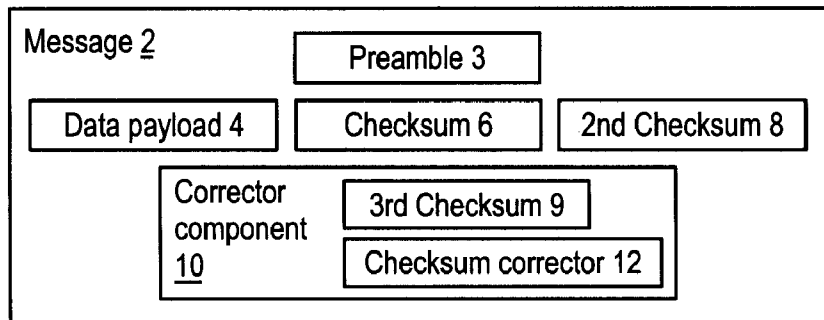 Message 2
Preamble 3
Data payload 4
Checksum 6
2nd Checksum 8
Corrector
component
10
3rd Checksum 9
Checksum corrector 12